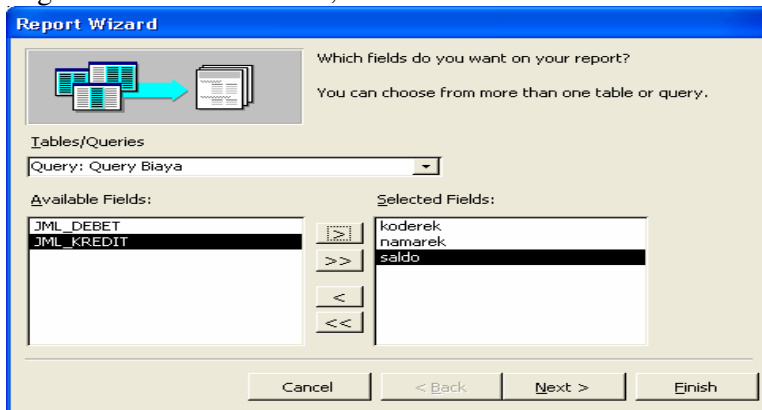 Report Wizard
Which fields do you want on your report?
You can choose from more than one table or query.
Tables/Queries
Query: Query Biaya
Available Fields:
Selected Fields:
JML_DEBET
JML_KREDIT
>
>>
<
<<
koderek
namarek
saldo
Cancel
< Back
Next >
Finish